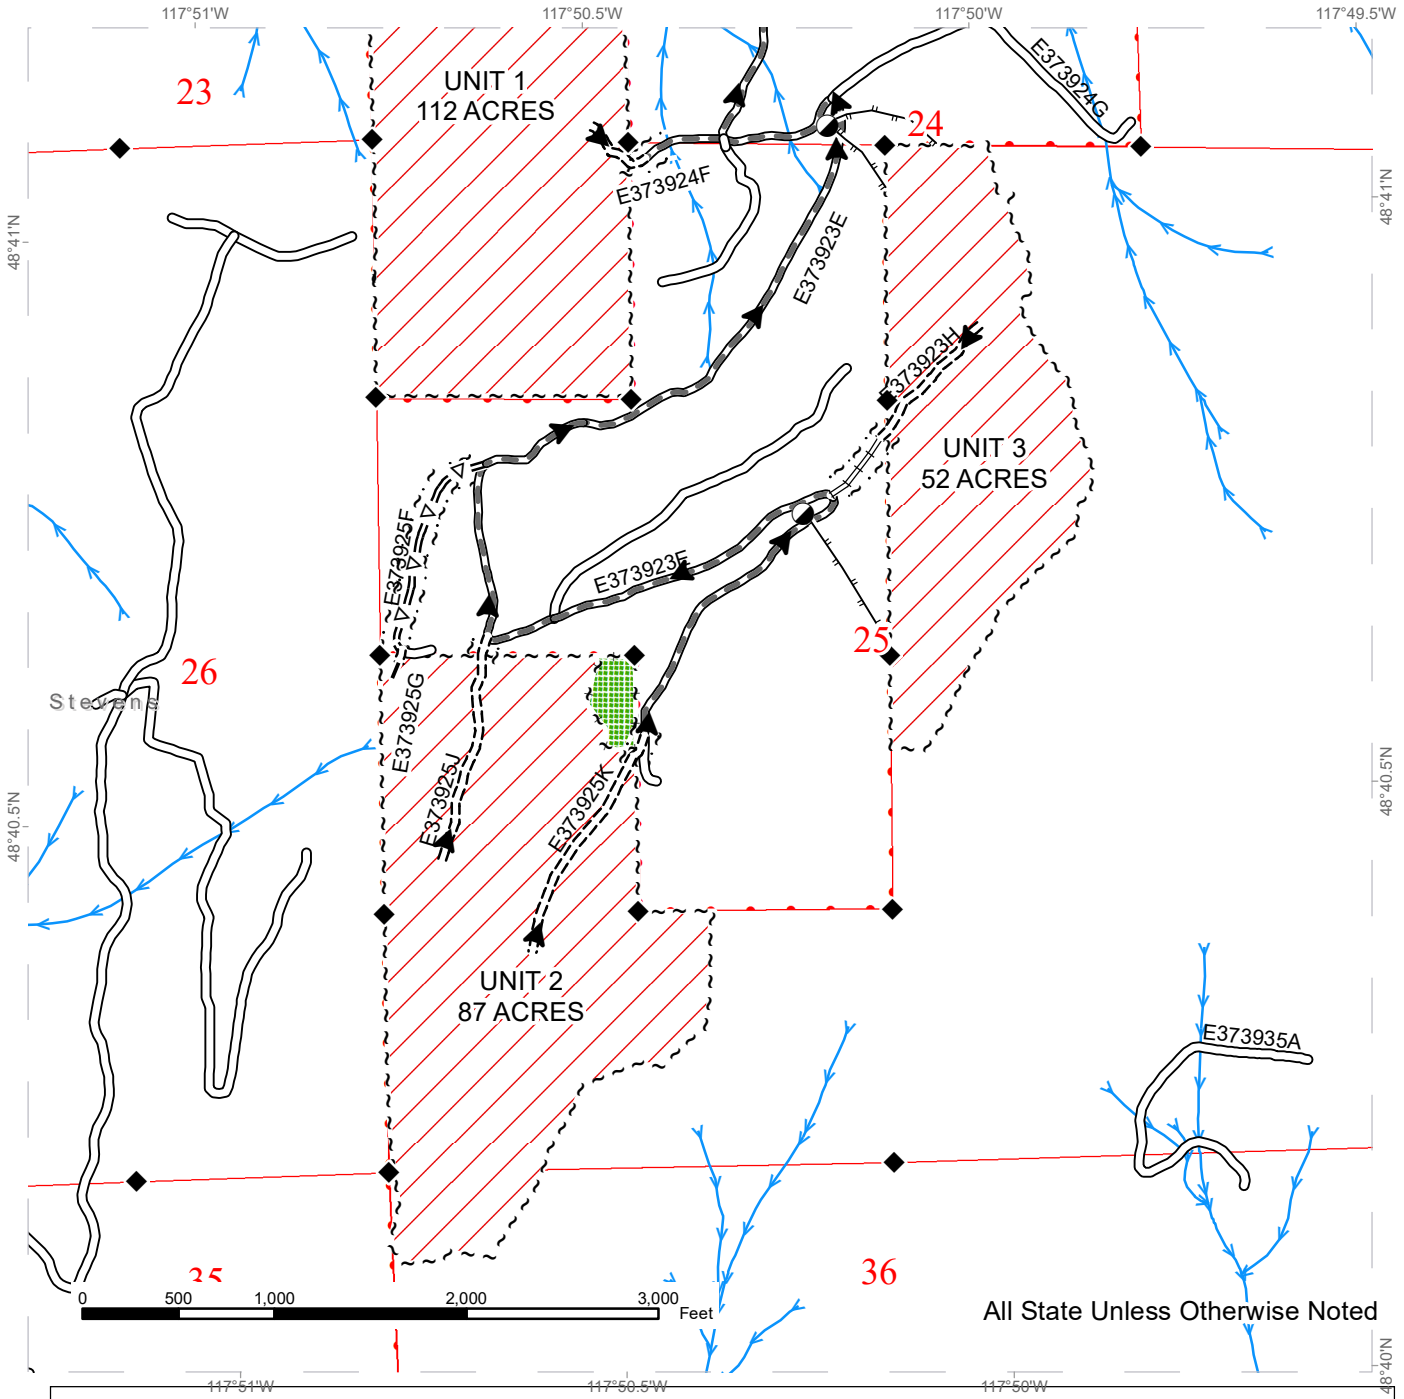 117°51'W
117°50.5'W
117°50'W
117°49.5'W
23
UNIT 1
112 ACRES
E373924G
24
E373924F
48°41'N
48°41'N
E373923E
E373923H
UNIT 3
52 ACRES
E373925F
E373923F
25
26
Stevens
E373925G
E373925J
E373925K
48°40.5'N
48°40.5'N
UNIT 2
87 ACRES
E373935A
35
36
0
500
1,000
2,000
3,000
Feet
All State Unless Otherwise Noted
48°40'N
117°51'W
117°50.5'W
117°50'W